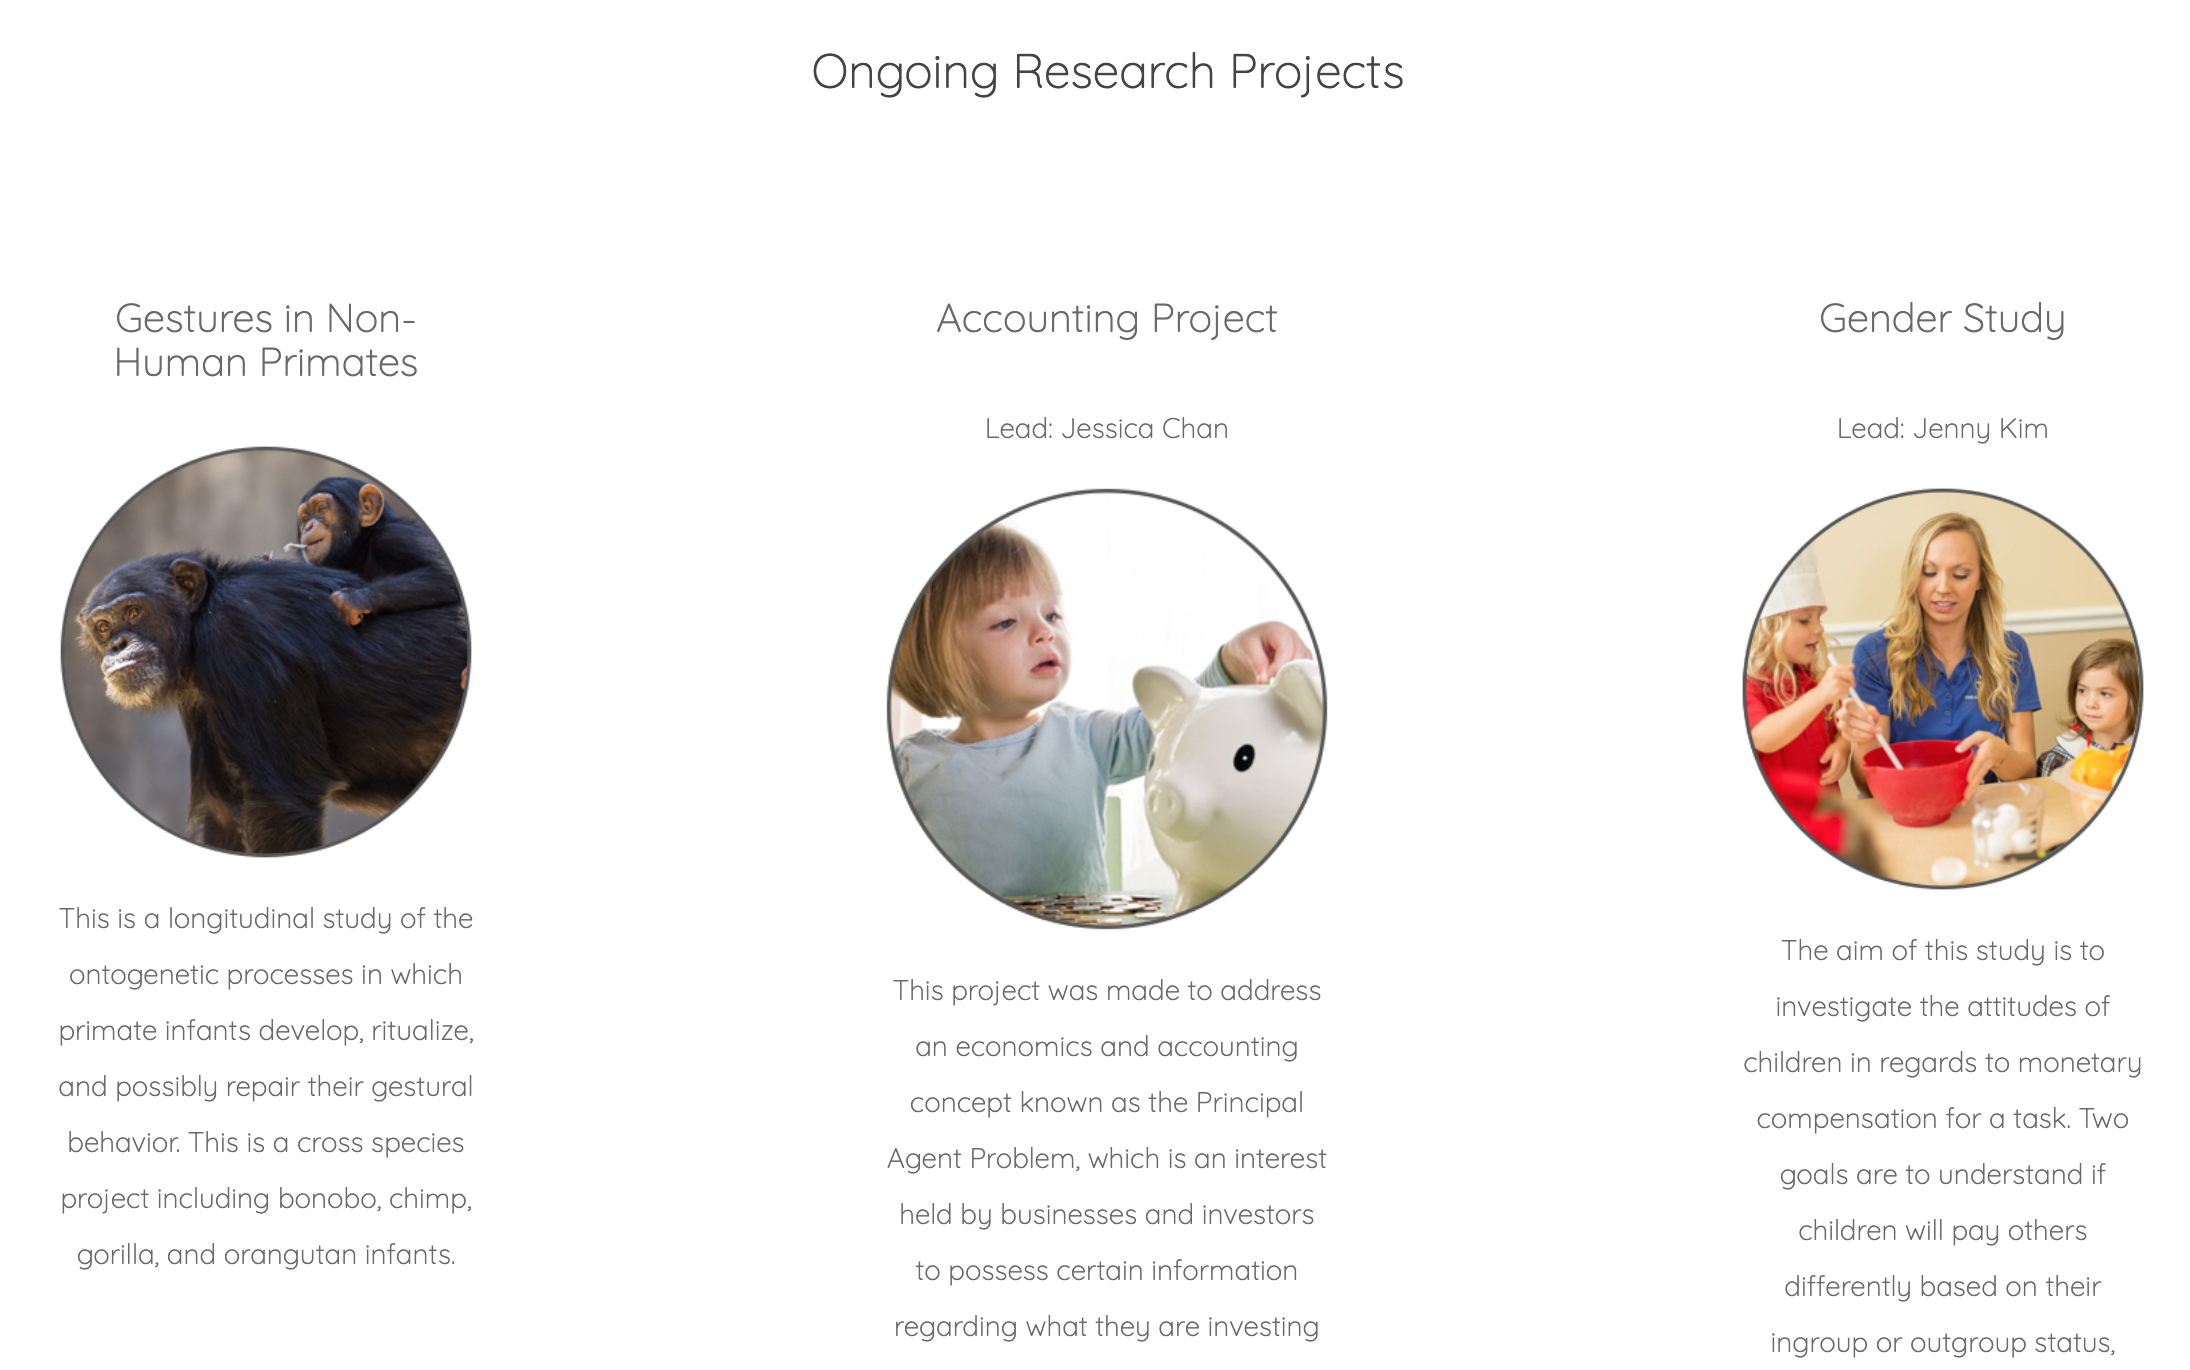 Ongoing Research Projects
Gestures in Non-
Human Primates
This is a longitudinal study of the
ontogenetic processes in which
primate infants develop, ritualize,
and possibly repair their gestural
behavior. This is a cross species
project including bonobo, chimp,
gorilla, and orangutan infants.
Accounting Project
Lead: Jessica Chan
This project was made to address
an economics and accounting
concept known as the Principal
Agent Problem, which is an interest
held by businesses and investors
to possess certain information
regarding what they are investing
Gender Study
Lead: Jenny Kim
The aim of this study is to
investigate the attitudes of
children in regards to monetary
compensation for a task. Two
goals are to understand if
children will pay others
differently based on their
ingroup or outgroup status,